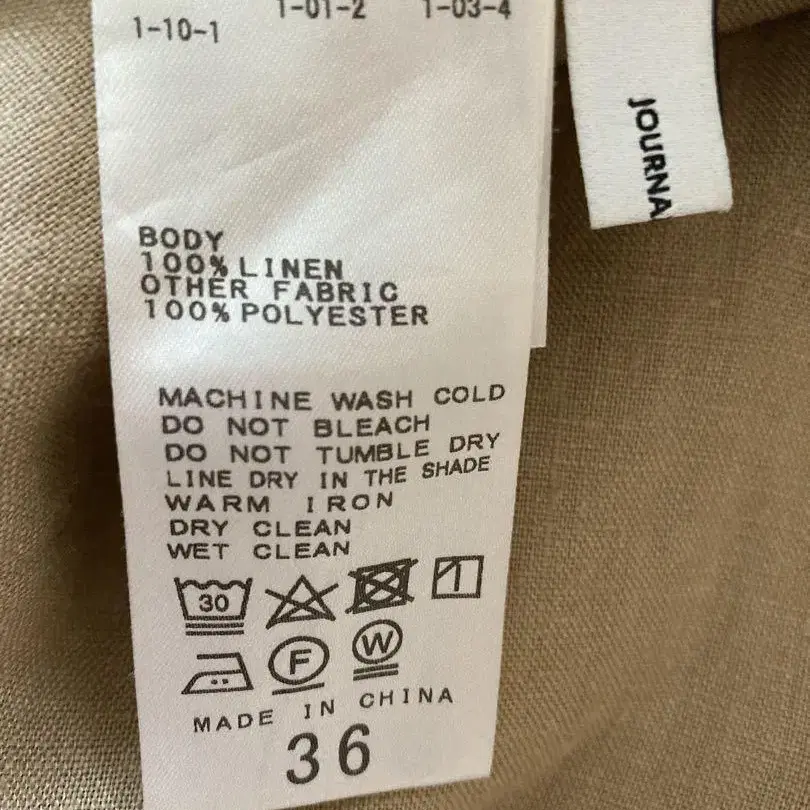 1-10-1
1-01-2
1-03-4
JOURNA
BODY
100% LINEN
OTHER FABRIC
100% POLYESTER
MACHINE WASH COLD
DO NOT BLEACH
DO NOT TUMBLE DRY
LINE DRY IN THE SHADE
WARM IRON
DRY CLEAN
WET CLEAN
30
F
W
MADE IN CHINA
36